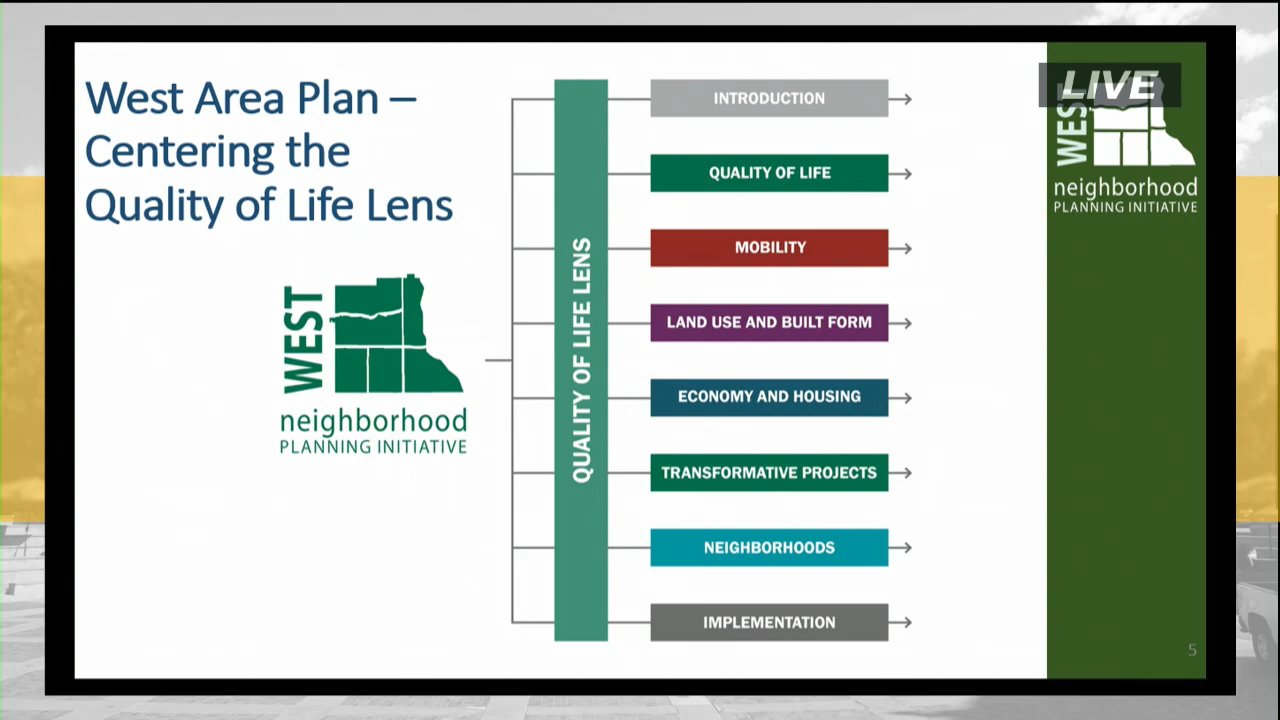 West Area Plan –
Centering the
Quality of Life Lens
WEST
neighborhood
PLANNING INITIATIVE
QUALITY OF LIFE LENS
INTRODUCTION
QUALITY OF LIFE
MOBILITY
LAND USE AND BUILT FORM
ECONOMY AND HOUSING
TRANSFORMATIVE PROJECTS
NEIGHBORHOODS
IMPLEMENTATION
LIVE
WEST
neighborhood
PLANNING INITIATIVE
5